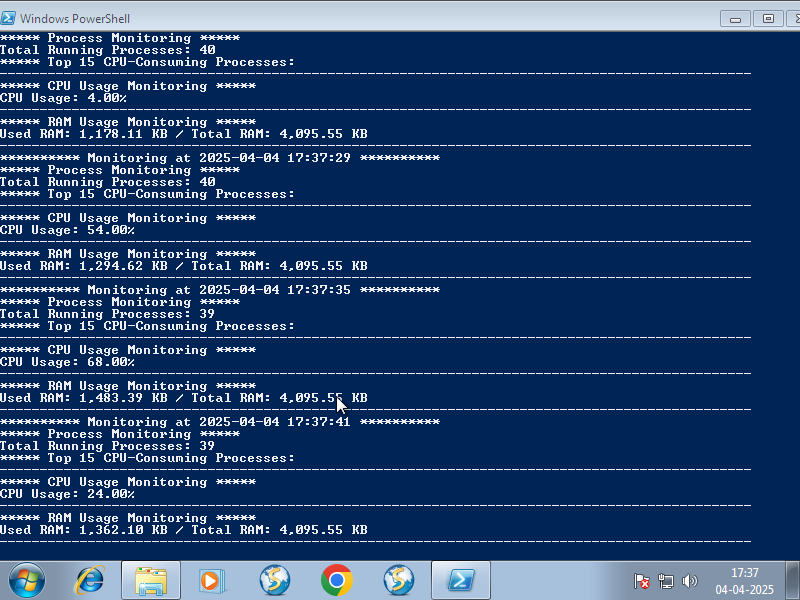 Windows PowerShell
***** Process Monitoring *****
Total Running Processes: 40
***** Top 15 CPU-Consuming Processes:
----------------------------------------------------------------------------------------------
***** CPU Usage Monitoring *****
CPU Usage: 4.00%
----------------------------------------------------------------------------------------------
***** RAM Usage Monitoring *****
Used RAM: 1,178.11 KB / Total RAM: 4,095.55 KB
----------------------------------------------------------------------------------------------
********** Monitoring at 2025-04-04 17:37:29 **********
***** Process Monitoring *****
Total Running Processes: 40
***** Top 15 CPU-Consuming Processes:
----------------------------------------------------------------------------------------------
***** CPU Usage Monitoring *****
CPU Usage: 54.00%
----------------------------------------------------------------------------------------------
***** RAM Usage Monitoring *****
Used RAM: 1,294.62 KB / Total RAM: 4,095.55 KB
----------------------------------------------------------------------------------------------
********** Monitoring at 2025-04-04 17:37:35 **********
***** Process Monitoring *****
Total Running Processes: 39
***** Top 15 CPU-Consuming Processes:
----------------------------------------------------------------------------------------------
***** CPU Usage Monitoring *****
CPU Usage: 68.00%
----------------------------------------------------------------------------------------------
***** RAM Usage Monitoring *****
Used RAM: 1,483.39 KB / Total RAM: 4,095.55 KB
----------------------------------------------------------------------------------------------
********** Monitoring at 2025-04-04 17:37:41 **********
***** Process Monitoring *****
Total Running Processes: 39
***** Top 15 CPU-Consuming Processes:
----------------------------------------------------------------------------------------------
***** CPU Usage Monitoring *****
CPU Usage: 24.00%
----------------------------------------------------------------------------------------------
***** RAM Usage Monitoring *****
Used RAM: 1,362.10 KB / Total RAM: 4,095.55 KB
----------------------------------------------------------------------------------------------
17:37
04-04-2025